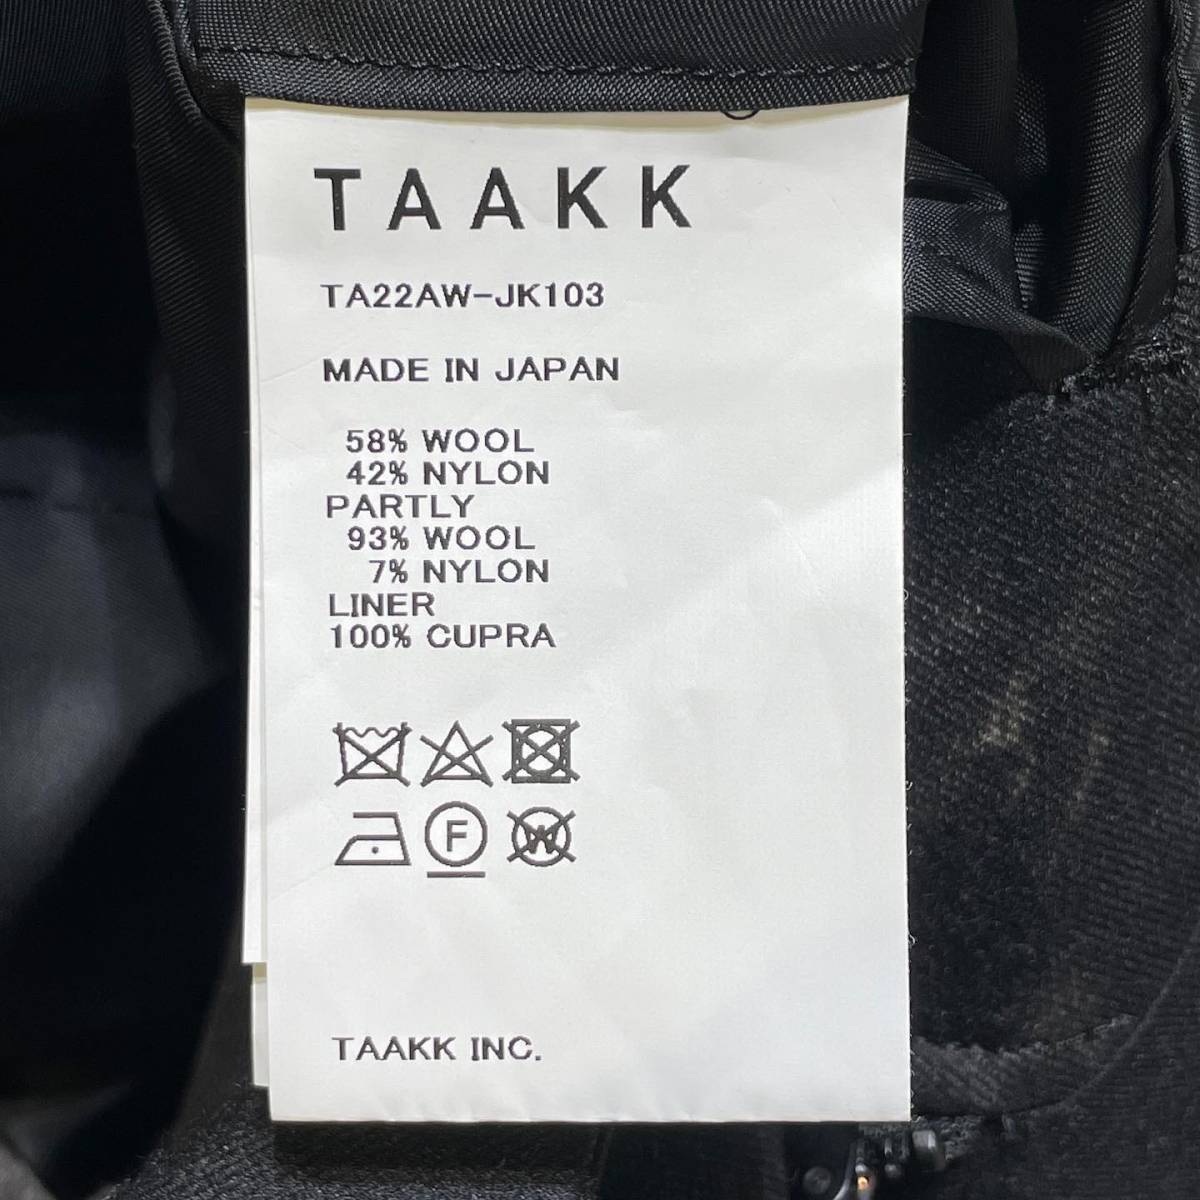 TAAKK
TA22AW-JK103
MADE IN JAPAN
58% WOOL
42% NYLON
PARTLY
93% WOOL
7% NYLON
LINER
100% CUPRA
F
W
TAAKK INC.